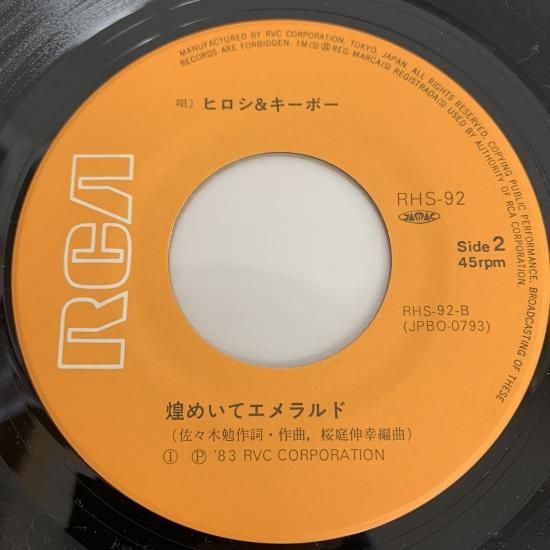 MANUFACTURED BY RVC CORPORATION, TOKYO, JAPAN. ALL RIGHTS RESERVED, COPYING PUBLIC PERFORMANCE, BROADCASTING OF THESE
RECORDS ARE FORBIDDEN. TM(S) ® REG MARCA(S) REGISTRADA(S) USED BY AUTHORITY OF RCA CORPORATION.
唄) ヒロシ&キーボー
RCA
RHS-92
JASRAC
Side 2
45rpm
RHS-92-B
(JPBO-0793)
煌めいてエメラルド
(佐々木勉作詞・作曲, 桜庭伸幸編曲)
Ⓘ Ⓟ '83 RVC CORPORATION